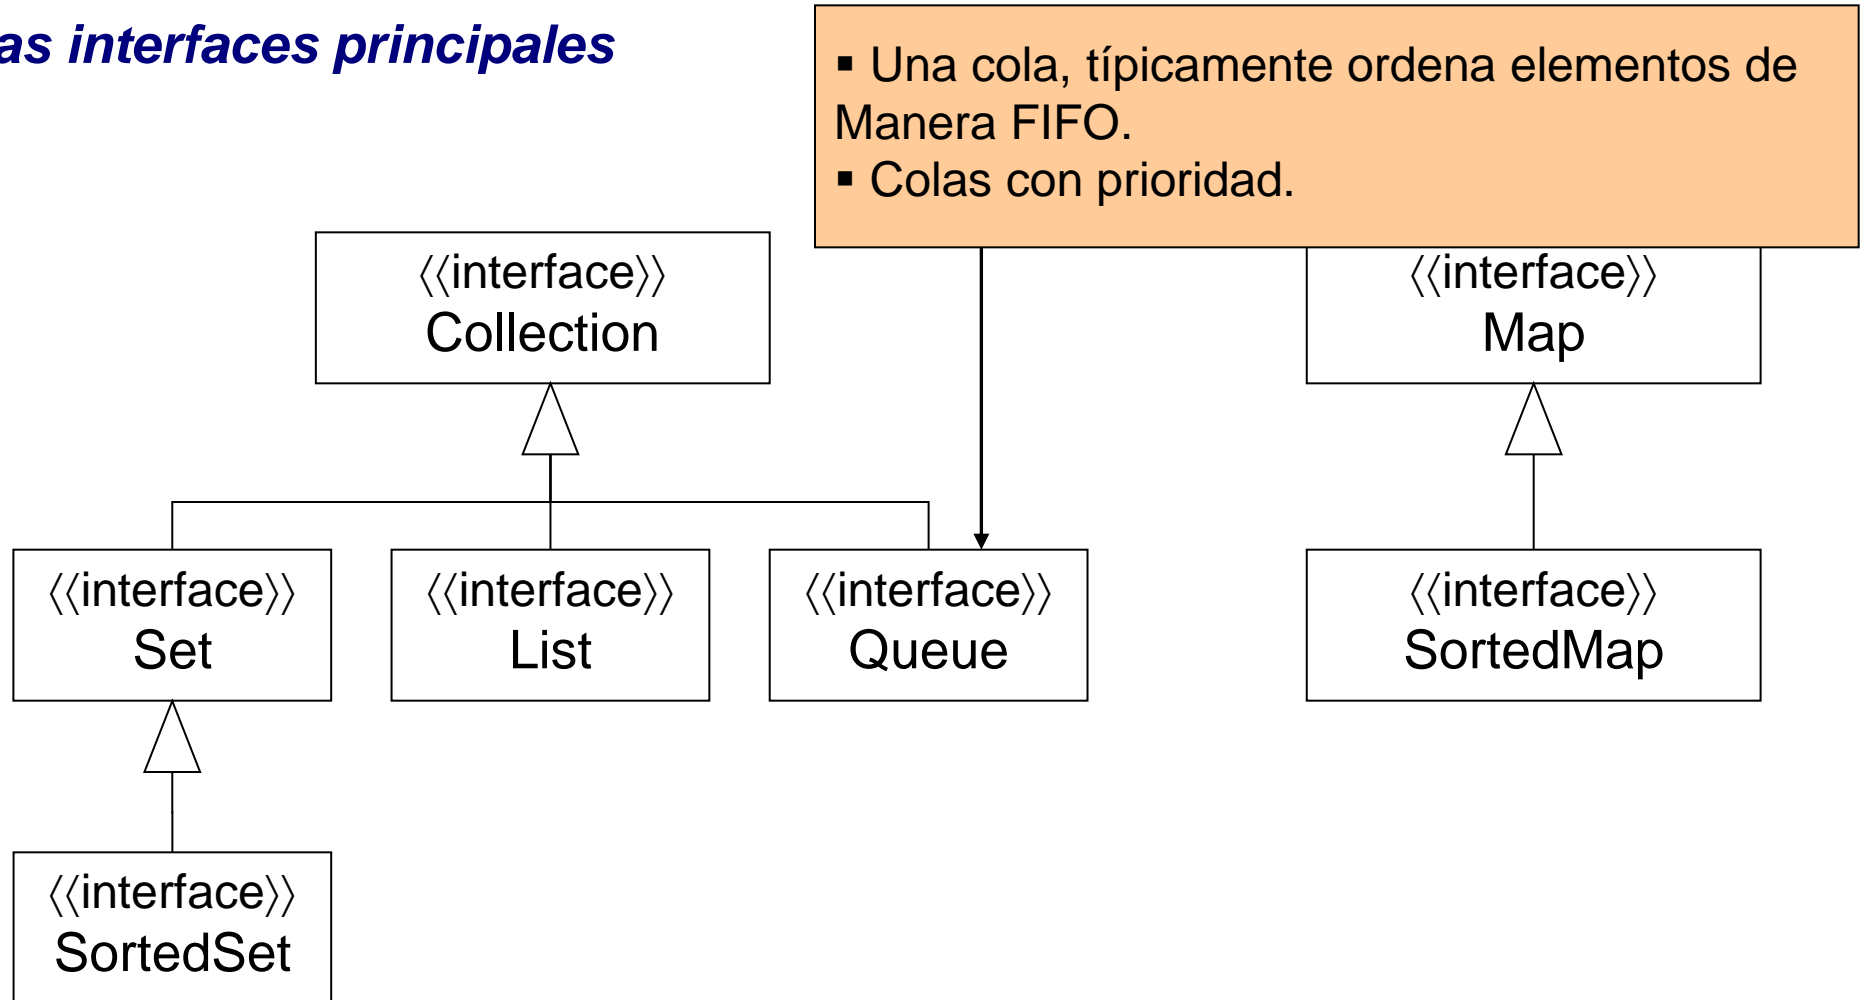 as interfaces principales
▪ Una cola, típicamente ordena elementos de
Manera FIFO.
▪ Colas con prioridad.
〈〈interface〉〉
Collection
〈〈interface〉〉
Map
〈〈interface〉〉
Set
〈〈interface〉〉
List
〈〈interface〉〉
Queue
〈〈interface〉〉
SortedMap
〈〈interface〉〉
SortedSet